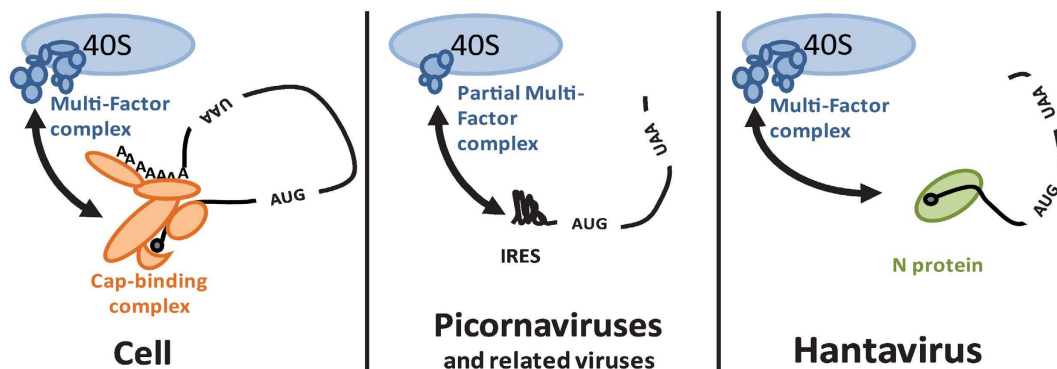 40S
Multi-Factor
complex
UAA
AAAAAAA
AUG
Cap-binding
complex
Cell
40S
Partial Multi-
Factor
complex
UAA
AUG
IRES
Picornaviruses
and related viruses
40S
Multi-Factor
complex
UAA
AUG
N protein
Hantavirus